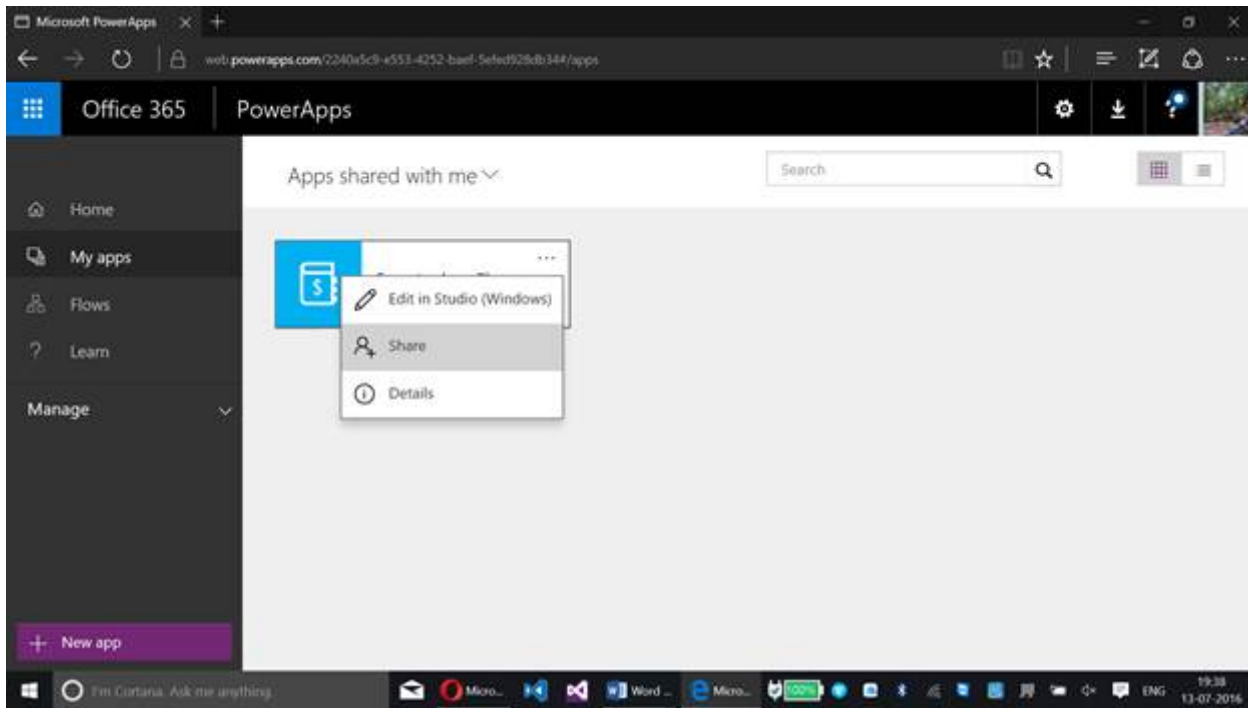 Microsoft PowerApps
web.powerapps.com/2240a5c9-e553-4252-baef-5efed928db34#/apps
Office 365 PowerApps
Apps shared with me
Search
Home
My apps
Flows
Learn
Manage
Edit in Studio (Windows)
Share
Details
New app
I'm Cortana. Ask me anything.
Micro...
Word ...
Micro...
100%
ENG
19:38
13-07-2016